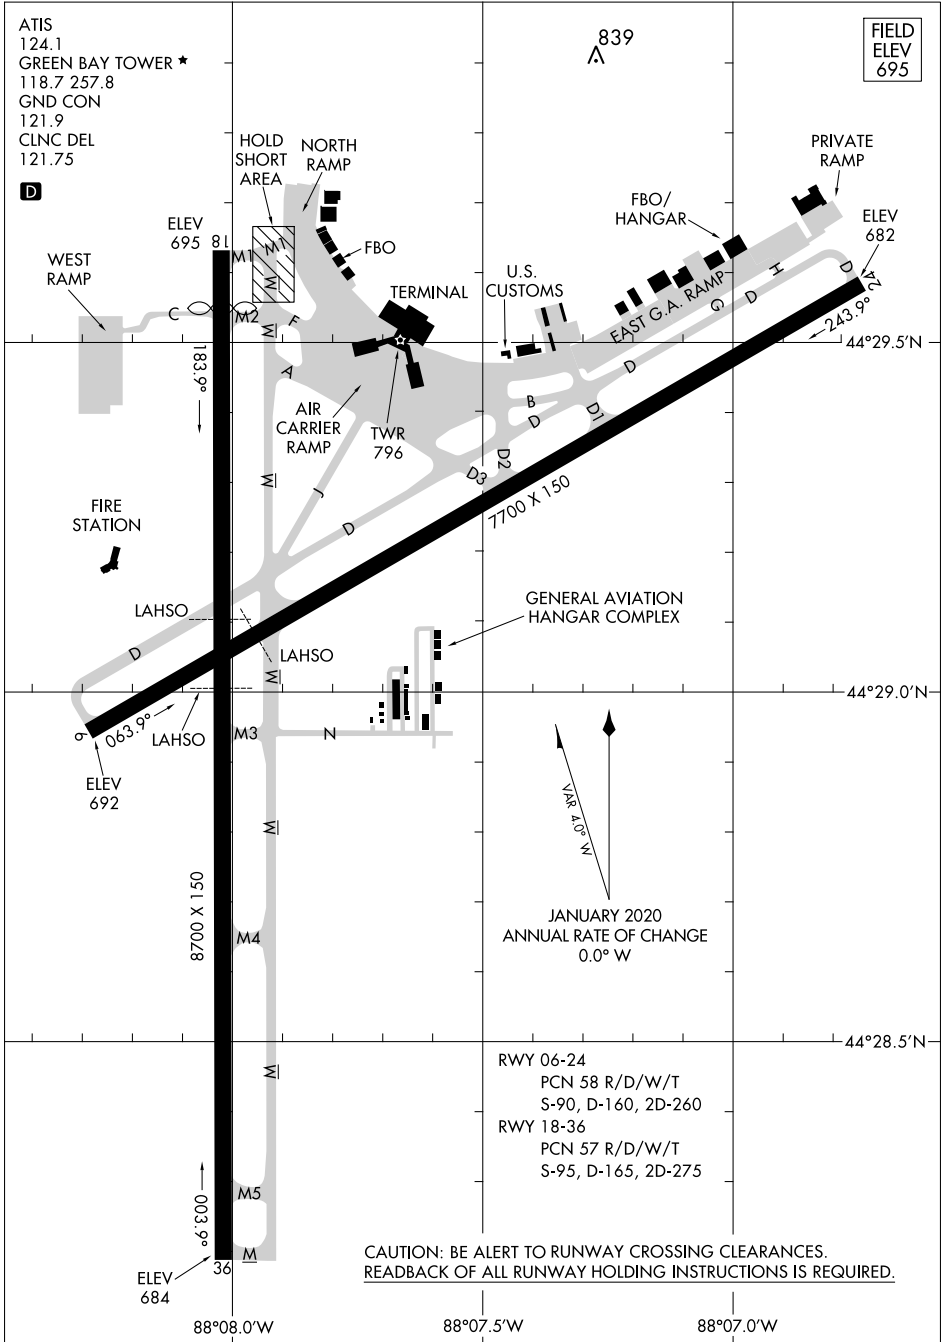 ATIS
124.1
GREEN BAY TOWER ★
118.7 257.8
GND CON
121.9
CLNC DEL
121.75
D
839
FIELD
ELEV
695
HOLD
SHORT
AREA
NORTH
RAMP
PRIVATE
RAMP
ELEV
695
18
M1
M1
M
FBO
FBO/
HANGAR
ELEV
682
WEST
RAMP
U.S.
CUSTOMS
TERMINAL
EAST G.A. RAMP
H
D
G
D
24
243.9°
C
M2
M
F
44°29.5'N
183.9°
A
D
AIR
CARRIER
RAMP
TWR
796
B
D
D1
D2
D3
M
J
D
7700 X 150
FIRE
STATION
LAHSO
GENERAL AVIATION
HANGAR COMPLEX
LAHSO
D
M
44°29.0'N
6
063.9°
LAHSO
M3
N
ELEV
692
VAR 4.0° W
M
8700 X 150
M4
JANUARY 2020
ANNUAL RATE OF CHANGE
0.0° W
44°28.5'N
M
RWY 06-24
PCN 58 R/D/W/T
S-90, D-160, 2D-260
RWY 18-36
PCN 57 R/D/W/T
S-95, D-165, 2D-275
003.9°
M5
M
36
ELEV
684
CAUTION: BE ALERT TO RUNWAY CROSSING CLEARANCES.
READBACK OF ALL RUNWAY HOLDING INSTRUCTIONS IS REQUIRED.
88°08.0'W
88°07.5'W
88°07.0'W